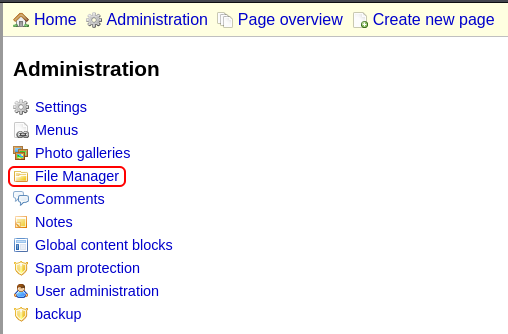 Home Administration Page overview Create new page
Administration
Settings
Menus
Photo galleries
File Manager
Comments
Notes
Global content blocks
Spam protection
User administration
backup